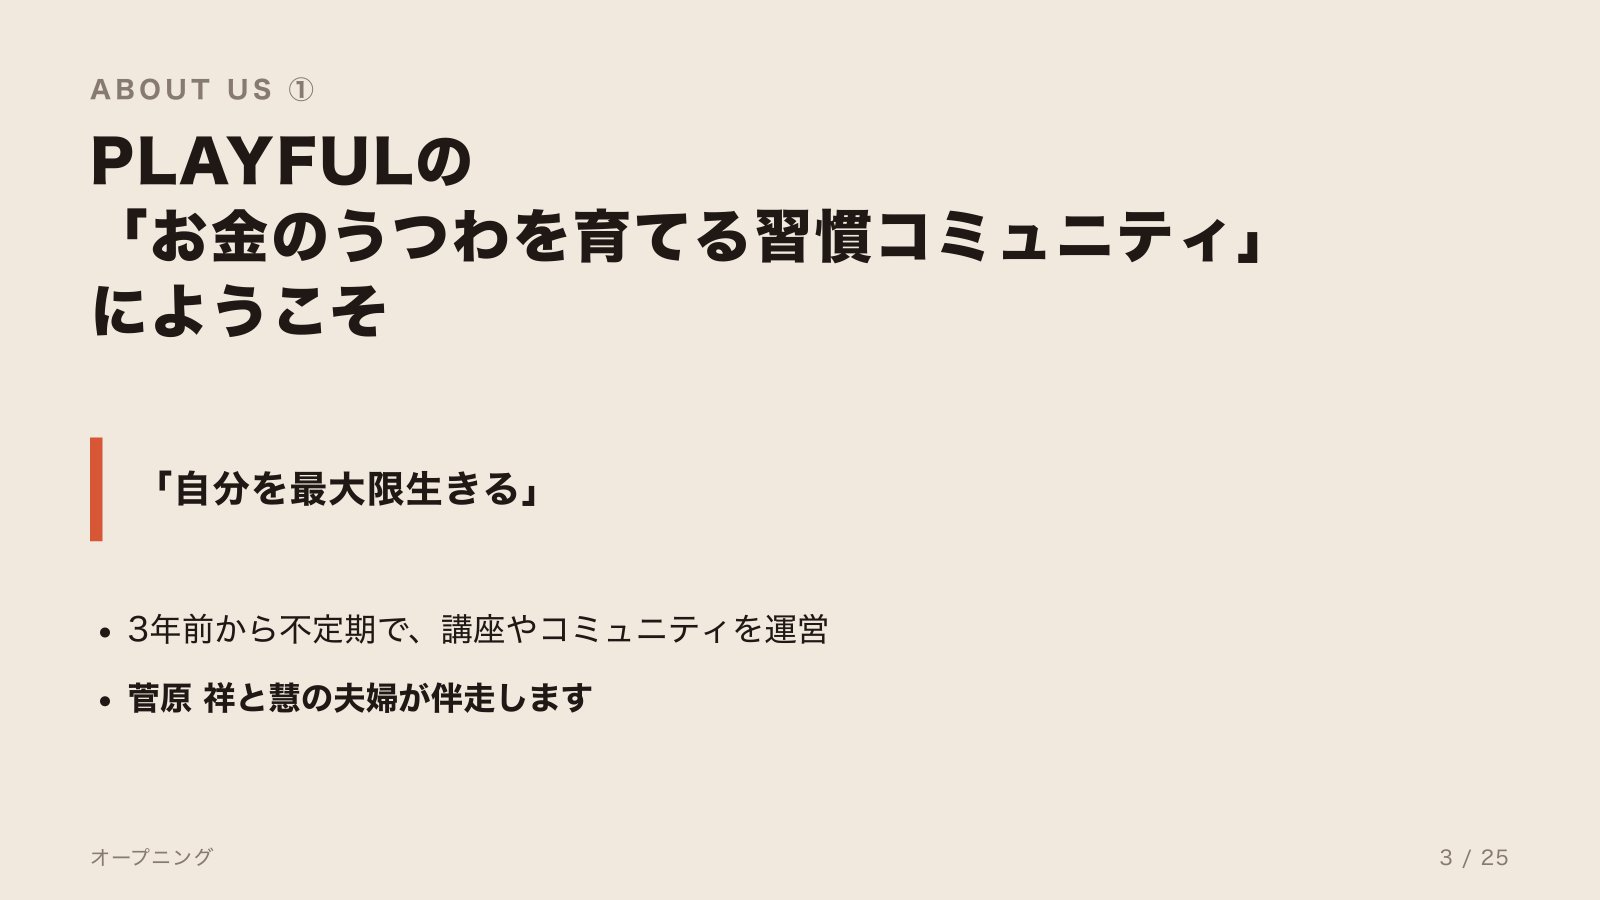 ABOUT US ①
PLAYFULの
「お金のうつわを育てる習慣コミュニティ」
にようこそ
「自分を最大限生きる」
• 3年前から不定期で、講座やコミュニティを運営
• 菅原 祥と慧の夫婦が伴走します
オープニング
3 / 25